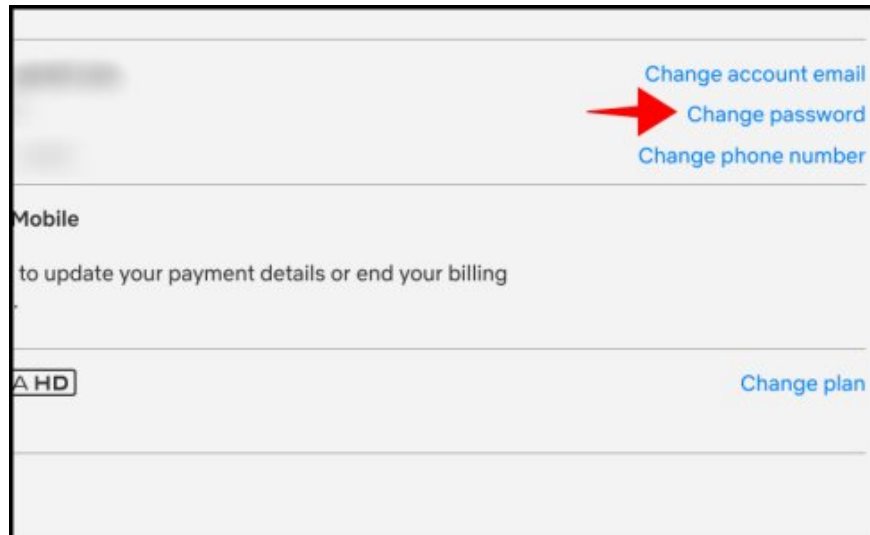 Change account email
Change password
Change phone number
Mobile
to update your payment details or end your billing
A HD
Change plan